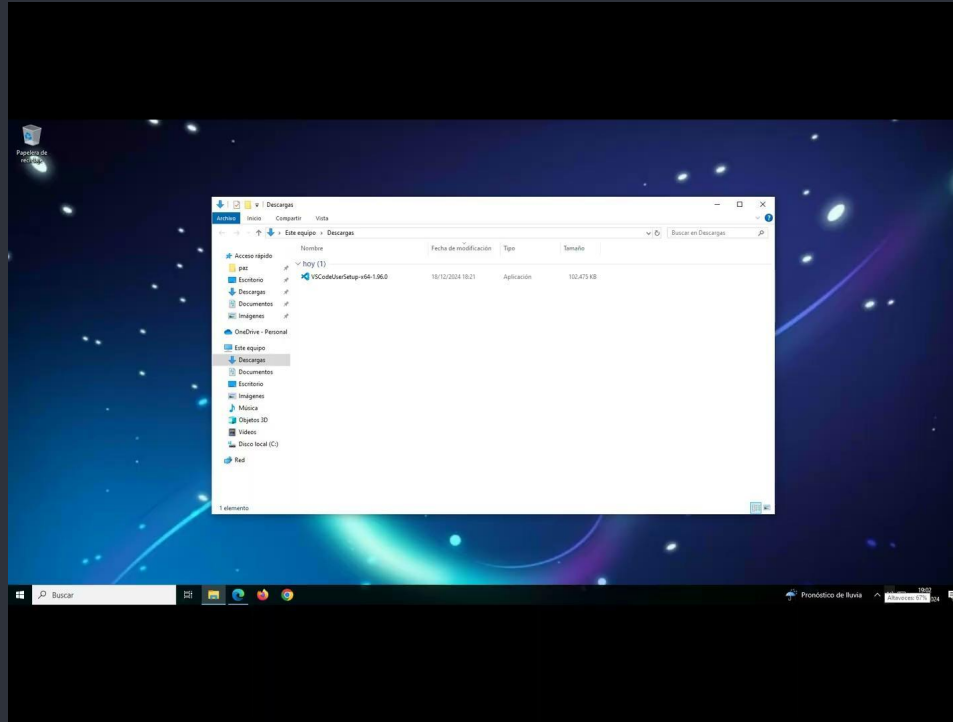 Papelera de
reciclaje
Descargas
Archivo Inicio Compartir Vista
Este equipo › Descargas
Buscar en Descargas
Nombre Fecha de modificación Tipo Tamaño
hoy (1)
VSCodeUserSetup-x64-1.96.0 18/12/2024 18:21 Aplicación 102.475 KB
Acceso rápido
paz
Escritorio
Descargas
Documentos
Imágenes
OneDrive - Personal
Este equipo
Descargas
Documentos
Escritorio
Imágenes
Música
Objetos 3D
Vídeos
Disco local (C:)
Red
1 elemento
Buscar
Pronóstico de lluvia
19:02
Altavoces: 67%